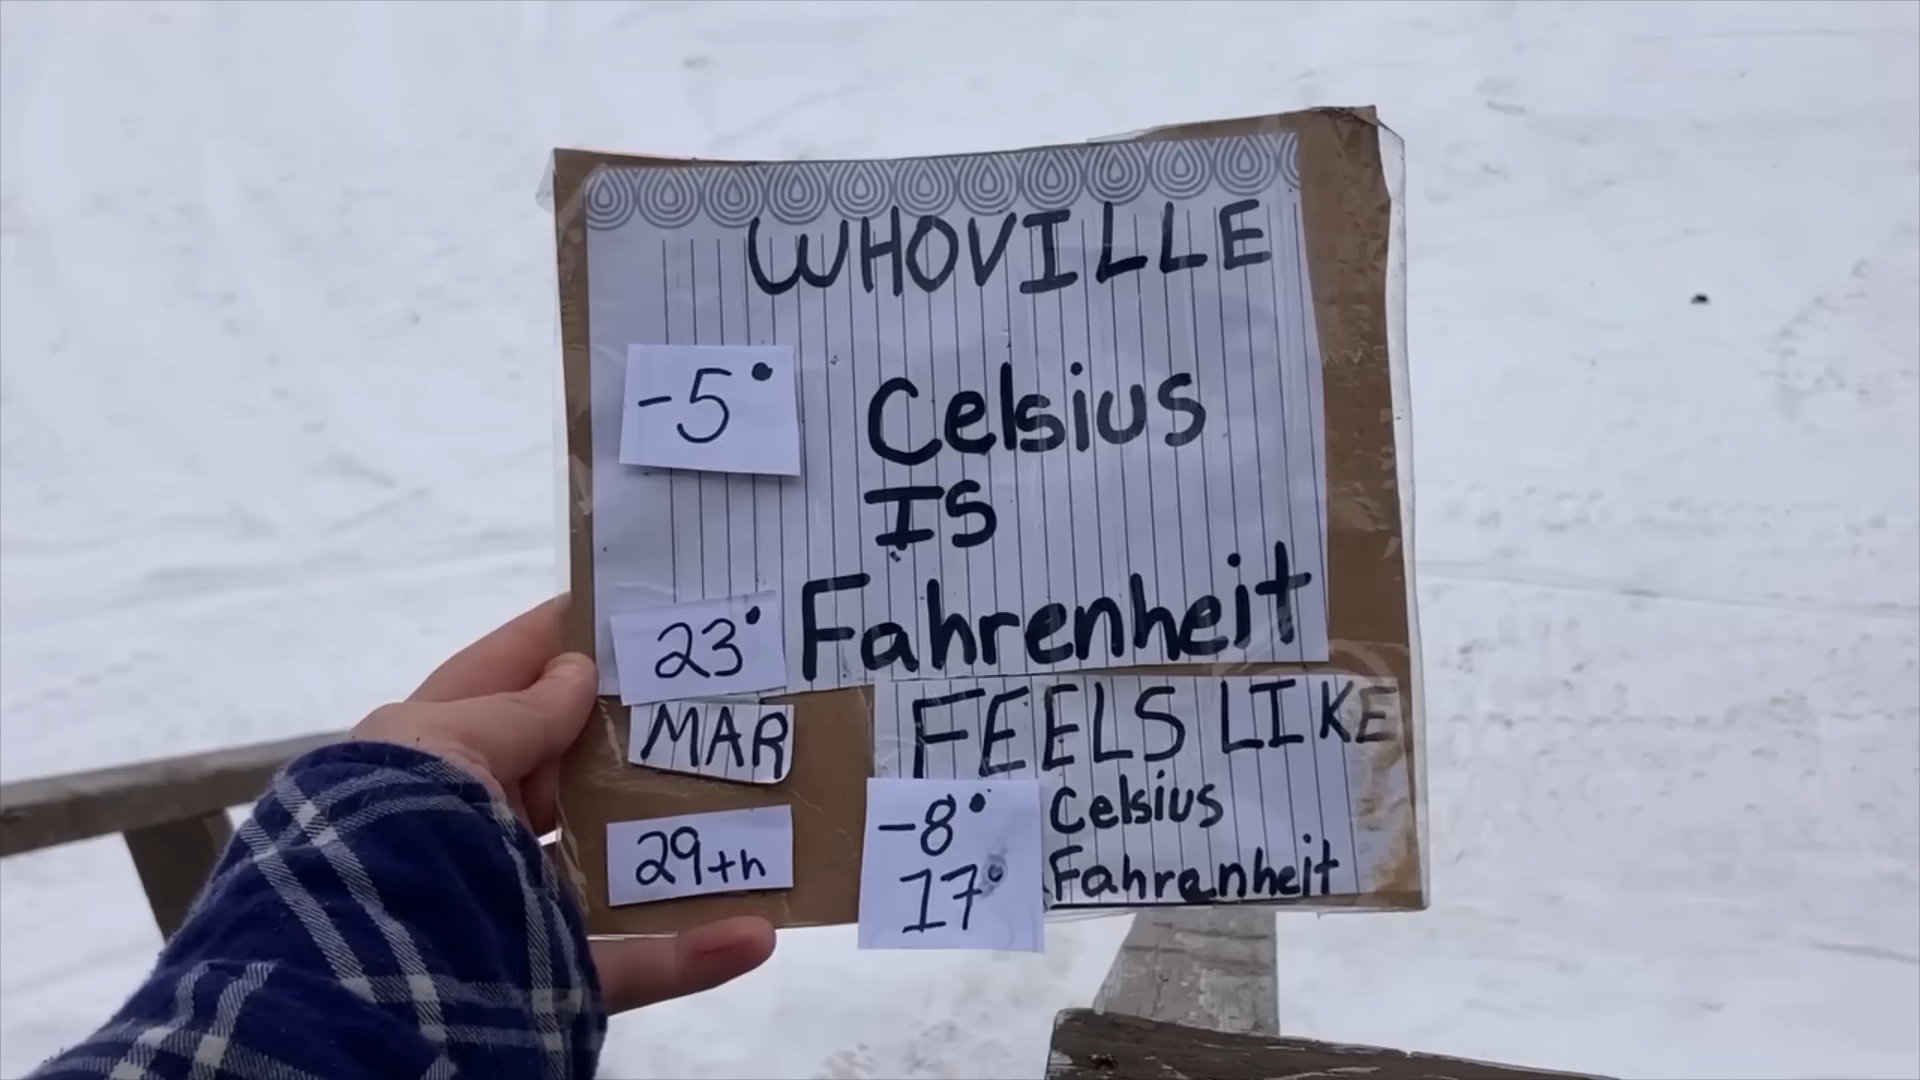 WHOVILLE
-5° Celsius
IS
23° Fahrenheit
MAR
29th
FEELS LIKE
-8° Celsius
17° Fahrenheit